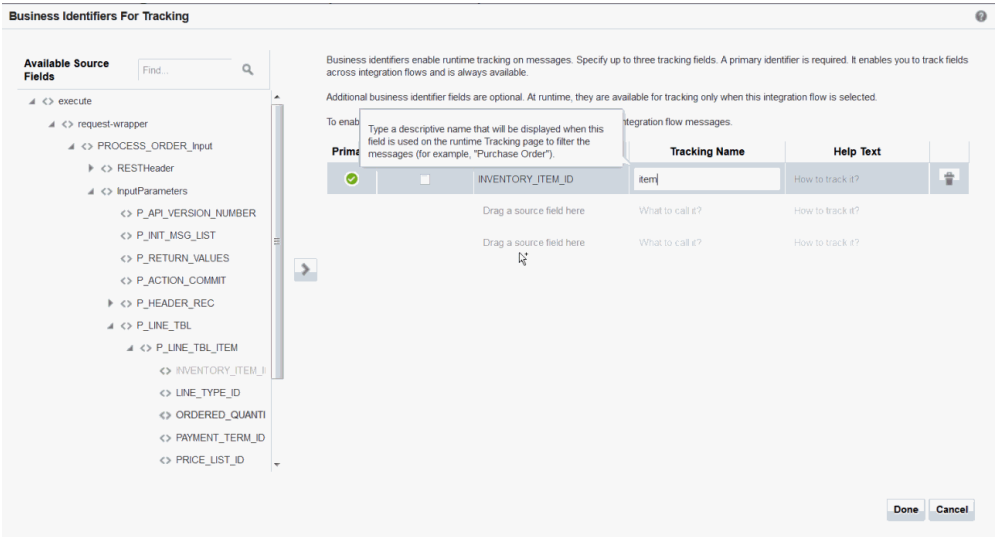 Business Identifiers For Tracking
Available Source
Fields
Find...
execute
request-wrapper
PROCESS_ORDER_Input
RESTHeader
InputParameters
P_API_VERSION_NUMBER
P_INIT_MSG_LIST
P_RETURN_VALUES
P_ACTION_COMMIT
P_HEADER_REC
P_LINE_TBL
P_LINE_TBL_ITEM
INVENTORY_ITEM_I
LINE_TYPE_ID
ORDERED_QUANTI
PAYMENT_TERM_ID
PRICE_LIST_ID
Business identifiers enable runtime tracking on messages. Specify up to three tracking fields. A primary identifier is required. It enables you to track fields
across integration flows and is always available.
Additional business identifier fields are optional. At runtime, they are available for tracking only when this integration flow is selected.
To enab
integration flow messages.
Type a descriptive name that will be displayed when this
field is used on the runtime Tracking page to filter the
messages (for example, "Purchase Order").
Prima
Tracking Name
Help Text
INVENTORY_ITEM_ID
item
How to track it?
Drag a source field here
What to call it?
How to track it?
Drag a source field here
What to call it?
How to track it?
Done
Cancel